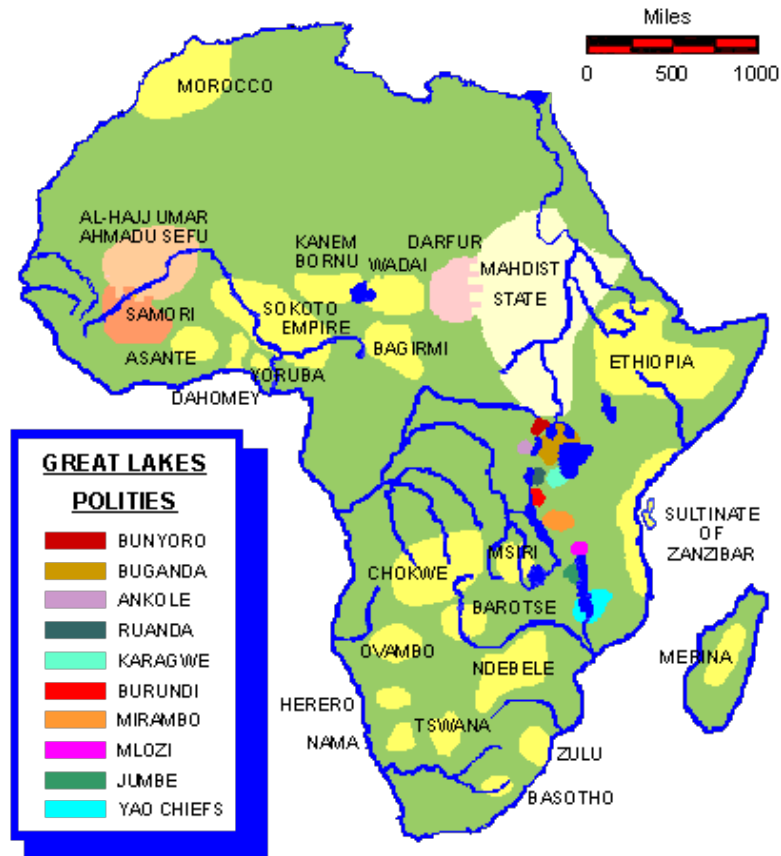 Miles
0 500 1000
MOROCCO
AL-HAJJ UMAR
AHMADU SEFU
KANEM
BORNU
WADAI
DARFUR
MAHDIST
STATE
SAMORI
SOKOTO
EMPIRE
ASANTE
YORUBA
BAGIRMI
ETHIOPIA
DAHOMEY
GREAT LAKES
POLITIES
BUNYORO
BUGANDA
ANKOLE
RUANDA
KARAGWE
BURUNDI
MIRAMBO
MLOZI
JUMBE
YAO CHIEFS
SULTINATE
OF
ZANZIBAR
MSIRI
CHOKWE
BAROTSE
OVAMBO
NDEBELE
MERINA
HERERO
TSWANA
NAMA
ZULU
BASOTHO